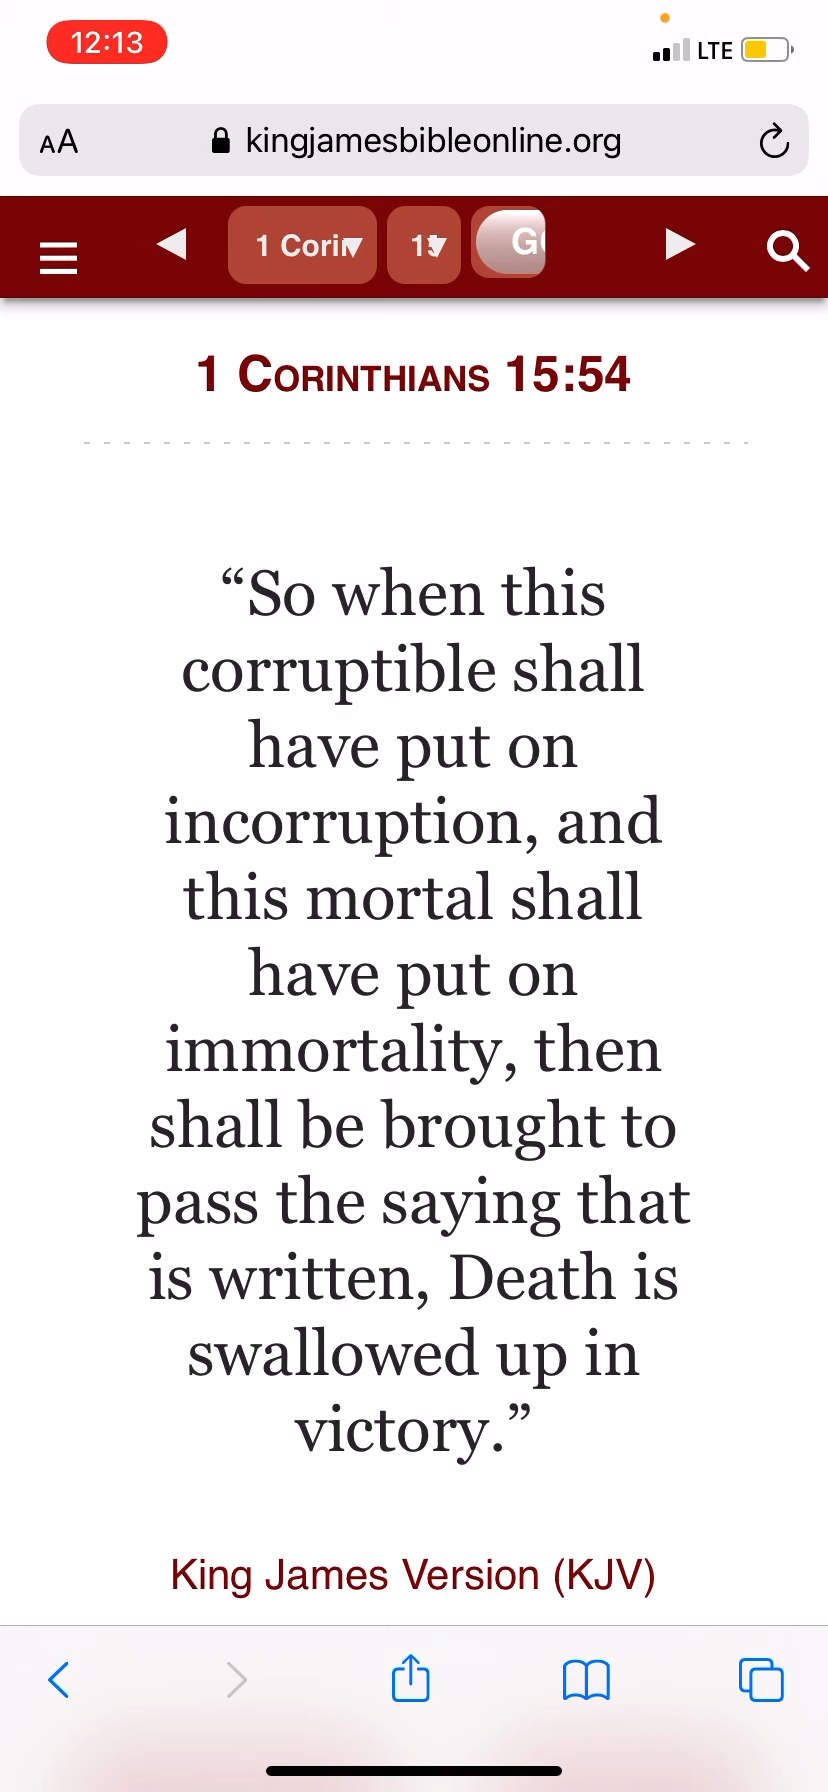 12:13
LTE
AA
kingjamesbibleonline.org
1 Corin
1 Corinthians 15:54
“So when this
corruptible shall
have put on
incorruption, and
this mortal shall
have put on
immortality, then
shall be brought to
pass the saying that
is written, Death is
swallowed up in
victory.”
King James Version (KJV)